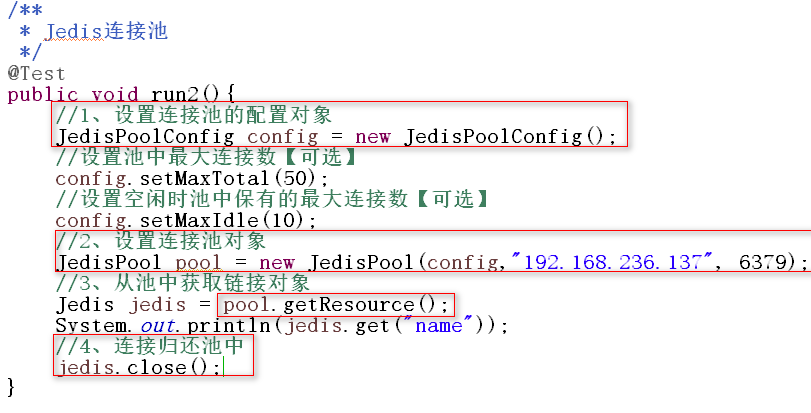 /**
 * Jedis连接池
 */
@Test
public void run2(){
    //1、设置连接池的配置对象
    JedisPoolConfig config = new JedisPoolConfig();
    //设置池中最大连接数【可选】
    config.setMaxTotal(50);
    //设置空闲时池中保有的最大连接数【可选】
    config.setMaxIdle(10);
    //2、设置连接池对象
    JedisPool pool = new JedisPool(config,"192.168.236.137", 6379);
    //3、从池中获取链接对象
    Jedis jedis = pool.getResource();
    System.out.println(jedis.get("name"));
    //4、连接归还池中
    jedis.close();
}